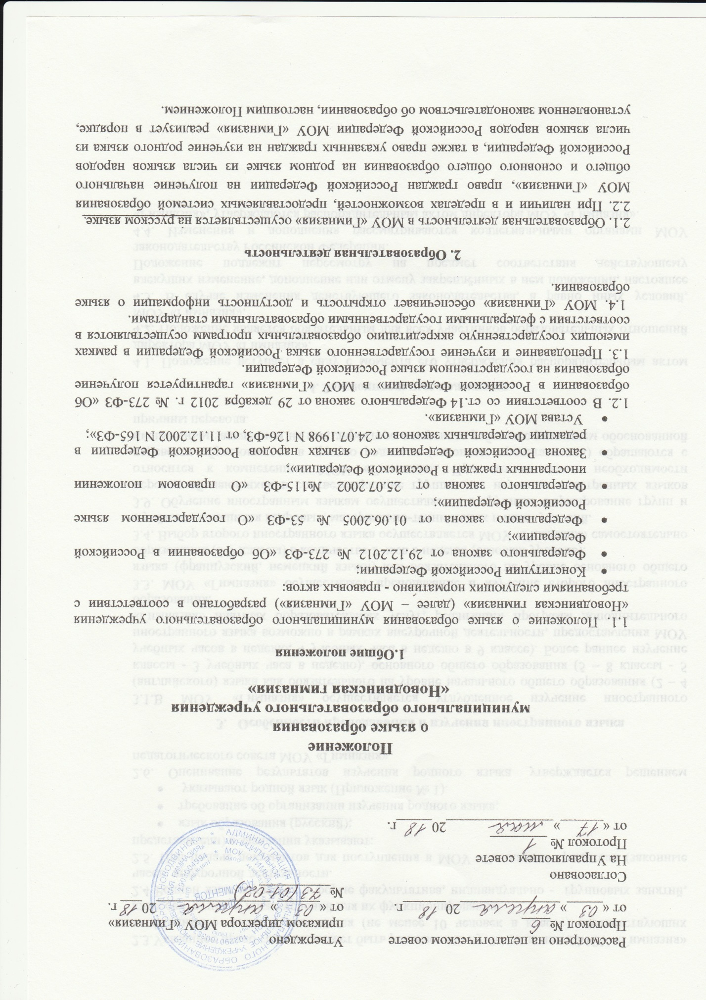 Рассмотрено на педагогическом совете
Протокол № 6
от « 03 » апреля 20 18 г.
Утверждено
приказом директора МОУ «Гимназия»
от « 03 » апреля 20 18 г.
№ 73 (01-02)
Согласовано
На Управляющем совете
Протокол № 1
от « 17 » мая 20 18 г.
ДОКУМЕНТОВ
Положение
о языке образования
муниципального образовательного учреждения
«Новодвинская гимназия»
1.Общие положения
1.1. Положение о языке образования муниципального образовательного учреждения
«Новодвинская гимназия» (далее – МОУ «Гимназия») разработано в соответствии с
требованиями следующих нормативно - правовых актов:
• Конституции Российской Федерации;
• Федерального закона от 29.12.2012 № 273-ФЗ «Об образовании в Российской
Федерации»;
• Федерального закона от 01.06.2005 № 53-ФЗ «О государственном языке
Российской Федерации»;
• Федерального закона от 25.07.2002 №115-ФЗ «О правовом положении
иностранных граждан в Российской Федерации»;
• Закона Российской Федерации «О языках народов Российской Федерации в
редакции Федеральных законов от 24.07.1998 N 126-ФЗ, от 11.12.2002 N 165-ФЗ»;
• Устава МОУ «Гимназия».
1.2. В соответствии со ст.14 Федерального закона от 29 декабря 2012 г. № 273-ФЗ «Об
образовании в Российской Федерации» в МОУ «Гимназия» гарантируется получение
образования на государственном языке Российской Федерации.
1.3. Преподавание и изучение государственного языка Российской Федерации в рамках
имеющих государственную аккредитацию образовательных программ осуществляются в
соответствии с федеральными государственными образовательными стандартами.
1.4. МОУ «Гимназия» обеспечивает открытость и доступность информации о языке
образования.
2. Образовательная деятельность
2.1. Образовательная деятельность в МОУ «Гимназия» осуществляется на русском языке.
2.2. При наличии и в пределах возможностей, предоставляемых системой образования
МОУ «Гимназия», право граждан Российской Федерации на получение начального
общего и основного общего образования на родном языке из числа языков народов
Российской Федерации, а также право указанных граждан на изучение родного языка из
числа языков народов Российской Федерации МОУ «Гимназия» реализует в порядке,
установленном законодательством об образовании, настоящим Положением.